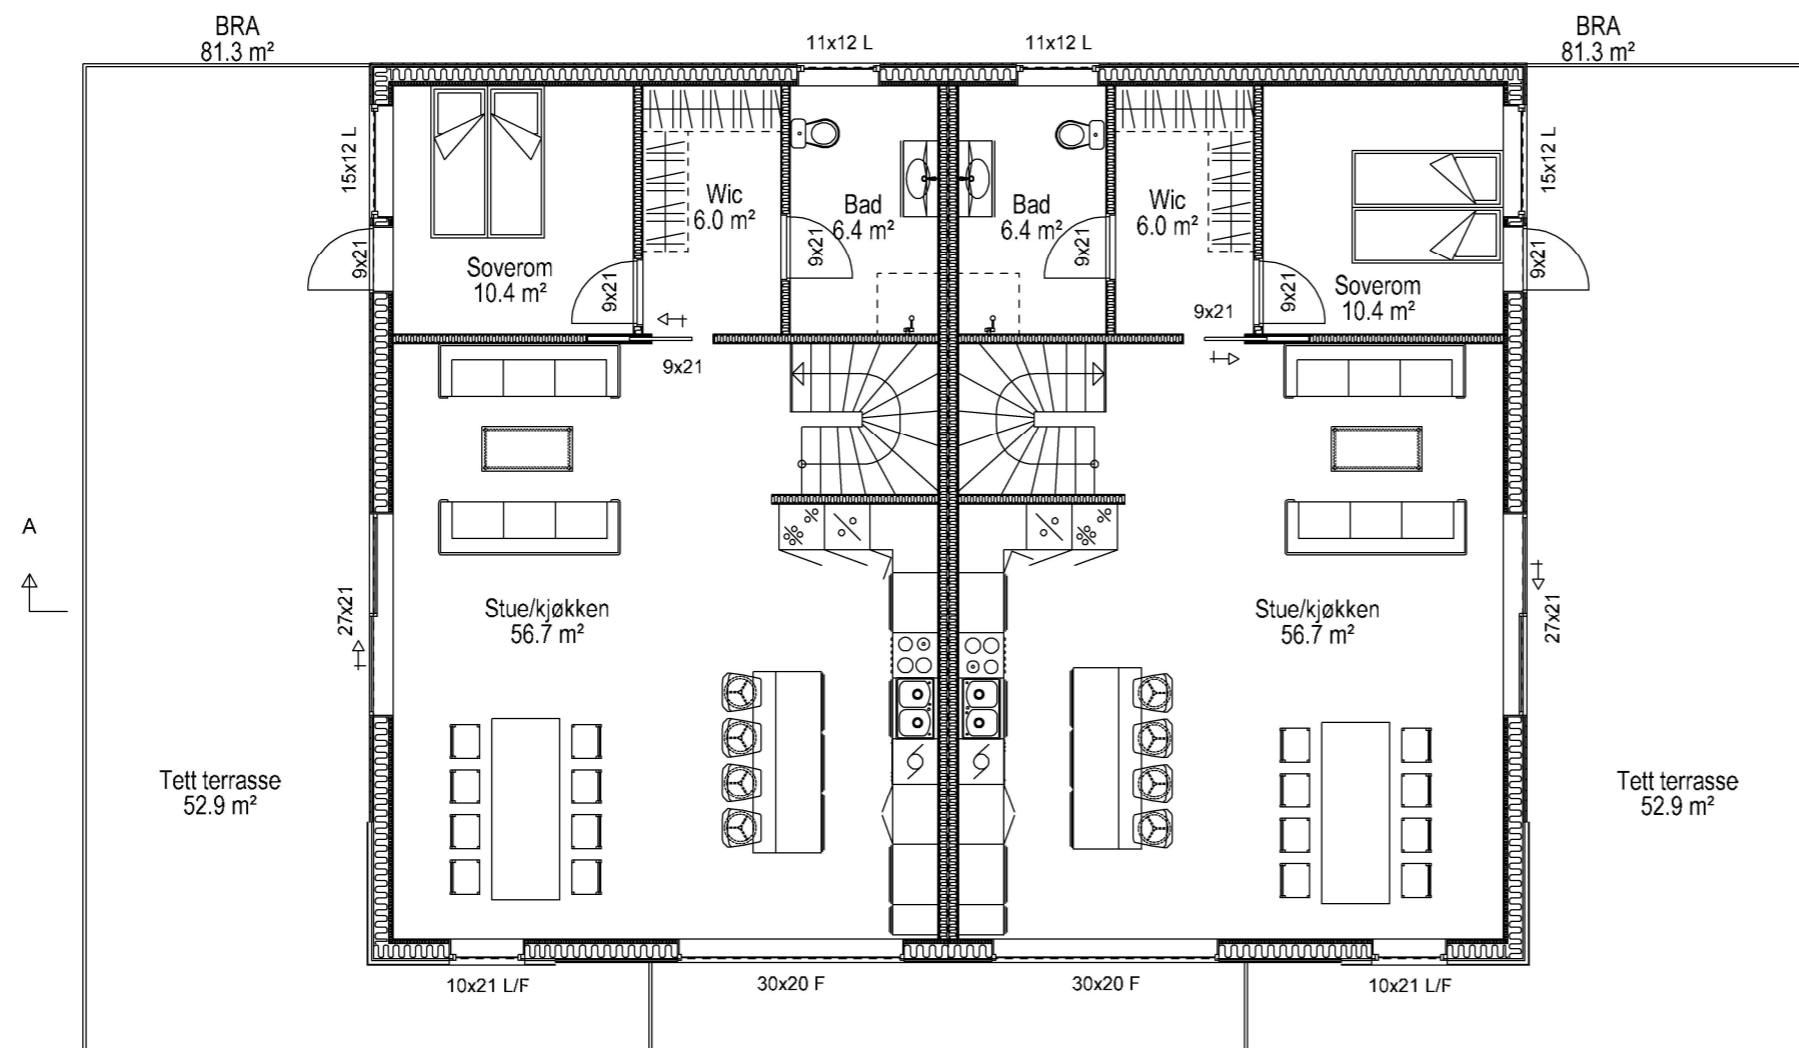 BRA
81.3 m²
11x12 L
11x12 L
BRA
81.3 m²
15x12 L
15x12 L
Wic
6.0 m²
Bad
6.4 m²
Bad
6.4 m²
Wic
6.0 m²
9x21
9x21
9x21
9x21
Soverom
10.4 m²
9x21
9x21
Soverom
10.4 m²
9x21
9x21
A
27x21
Stue/kjøkken
56.7 m²
Stue/kjøkken
56.7 m²
27x21
Tett terrasse
52.9 m²
Tett terrasse
52.9 m²
10x21 L/F
30x20 F
30x20 F
10x21 L/F